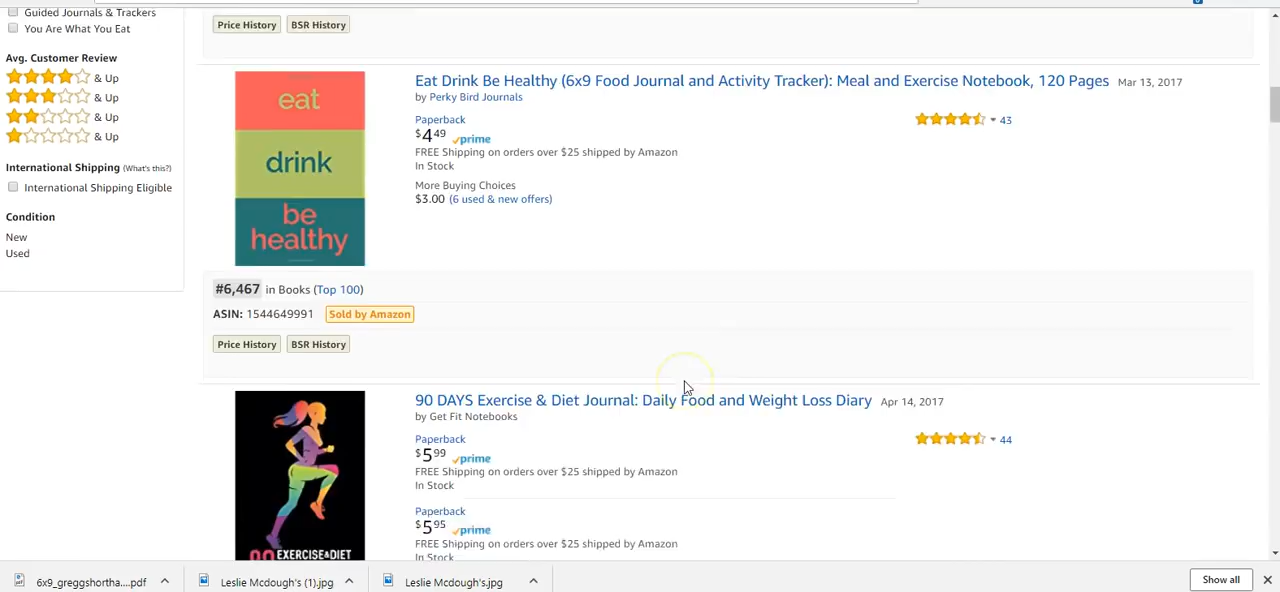 Guided Journals & Trackers
You Are What You Eat
Avg. Customer Review
& Up
& Up
& Up
& Up
International Shipping (What's this?)
International Shipping Eligible
Condition
New
Used
Price History BSR History
eat
drink
be
healthy
Eat Drink Be Healthy (6x9 Food Journal and Activity Tracker): Meal and Exercise Notebook, 120 Pages Mar 13, 2017
by Perky Bird Journals
Paperback
$4 49 prime
FREE Shipping on orders over $25 shipped by Amazon
In Stock
More Buying Choices
$3.00 (6 used & new offers)
43
#6,467 in Books (Top 100)
ASIN: 1544649991 Sold by Amazon
Price History BSR History
EXERCISE & DIET
90 DAYS Exercise & Diet Journal: Daily Food and Weight Loss Diary Apr 14, 2017
by Get Fit Notebooks
Paperback
$5 99 prime
FREE Shipping on orders over $25 shipped by Amazon
In Stock
44
Paperback
$5 95 prime
FREE Shipping on orders over $25 shipped by Amazon
In Stock
6x9_greggshortha....pdf
Leslie Mcdough's (1).jpg
Leslie Mcdough's.jpg
Show all